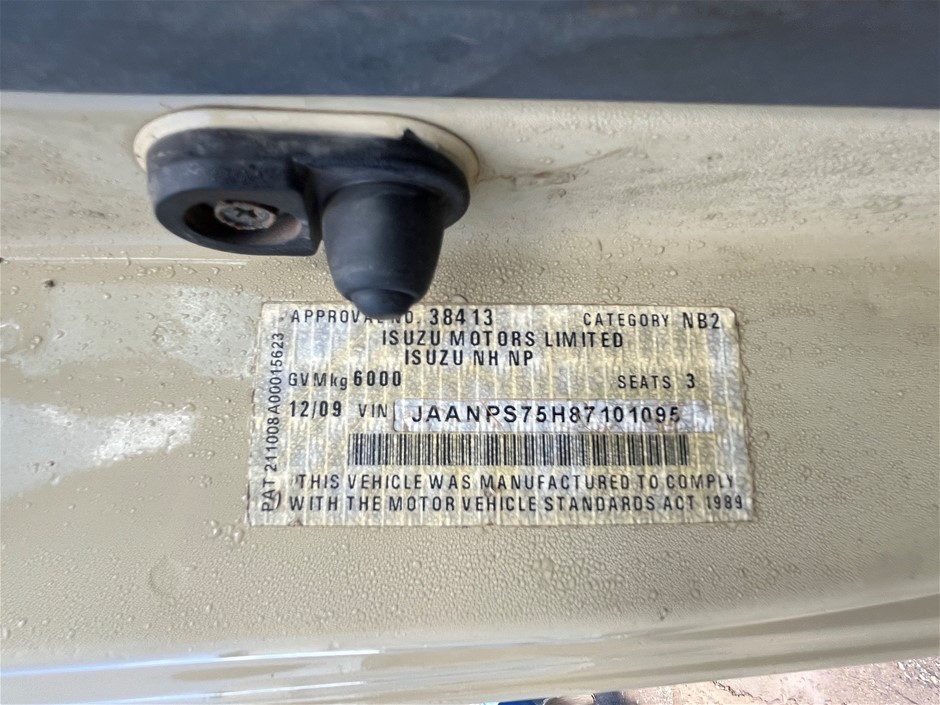 APPROVAL NO. 38413 CATEGORY NB2
ISUZU MOTORS LIMITED
ISUZU NH NP
GVMkg 6000 SEATS 3
12/09 VIN JAANPS75H87101095
THIS VEHICLE WAS MANUFACTURED TO COMPLY
WITH THE MOTOR VEHICLE STANDARDS ACT 1989
PAT 211008A00015623